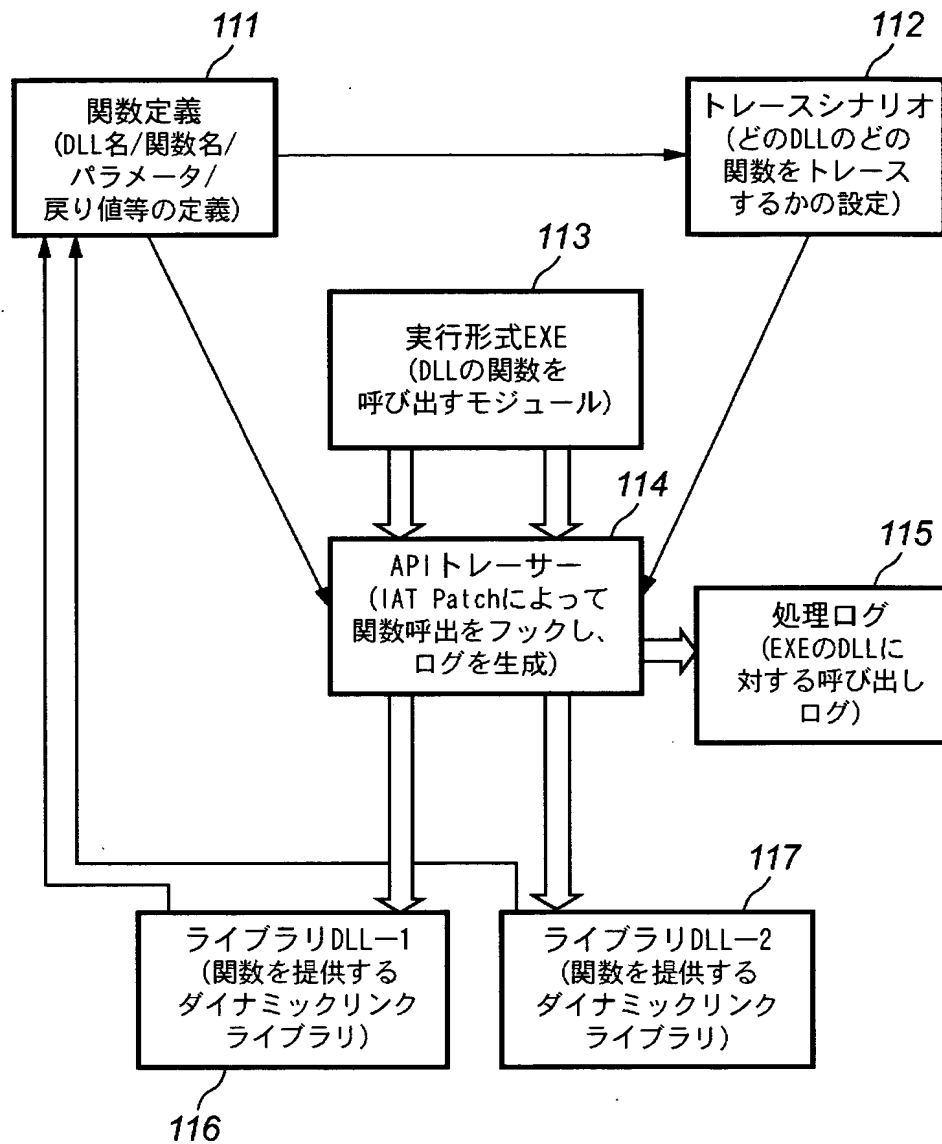 111
関数定義
(DLL名/関数名/
パラメータ/
戻り値等の定義)
112
トレースシナリオ
(どのDLLのどの
関数をトレース
するかの設定)
113
実行形式EXE
(DLLの関数を
呼び出すモジュール)
114
APIトレーサー
(IAT Patchによって
関数呼出をフックし、
ログを生成)
115
処理ログ
(EXEのDLLに
対する呼び出し
ログ)
ライブラリDLL－1
(関数を提供する
ダイナミックリンク
ライブラリ)
116
117
ライブラリDLL－2
(関数を提供する
ダイナミックリンク
ライブラリ)